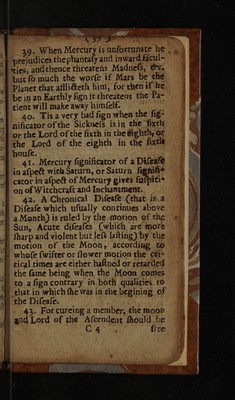 ( 39 )
39. When Mercury is unfortunate he
prejudices the phantasy and inward facul-
ties, and thence threatens Madness, &c.
but so much the worse if Mars be the
Planet that afflicteth him, for then if he
be in an Earthly sign it threatens the Pa-
tient will make away himself.
40. Tis a very bad sign when the sig-
nificator of the Sickness is in the sixth
or the Lord of the sixth in the eighth, or
the Lord of the eighth in the sixth
house.
41. Mercury significator of a Disease
in aspect with Saturn, or Saturn signifi-
cator in aspect of Mercury gives suspiti-
on of Witchcraft and Inchantment.
42. A Chronical Disease (that is a
Disease which usually continues above
a Month) is ruled by the motion of the
Sun, Acute diseases (which are more
sharp and violent but less lasting) by the
motion of the Moon, according to
whose swifter or slower motion the cri-
tical times are either hastned or retarded
the same being when the Moon comes
to a sign contrary in both qualities to
that in which she was in the begining of
the Disease.
43. For cureing a member, the moon
and Lord of the Ascendent should be
C 4 free